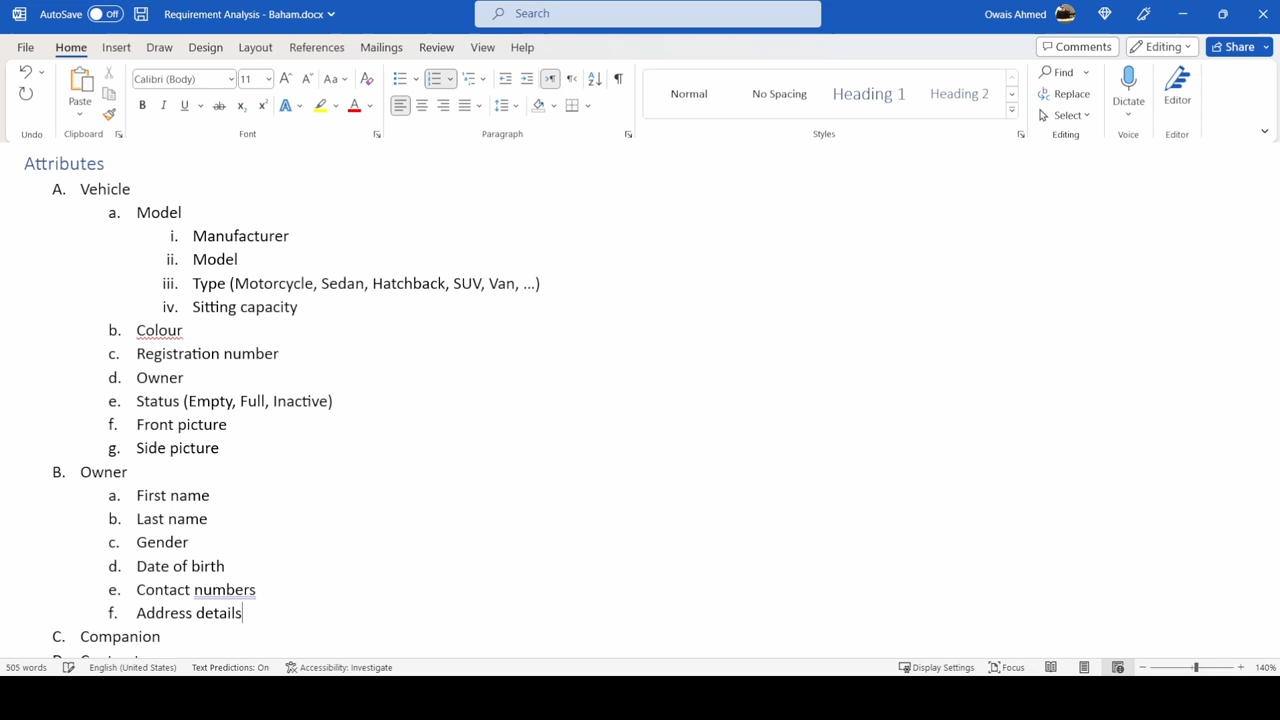 AutoSave Off Requirement Analysis - Baham.docx Search Owais Ahmed
File Home Insert Draw Design Layout References Mailings Review View Help Comments Editing Share
Paste Calibri (Body) 11 Normal No Spacing Heading 1 Heading 2 Find Replace Select Dictate Editor
Undo Clipboard Font Paragraph Styles Editing Voice Editor
Attributes
A. Vehicle
a. Model
i. Manufacturer
ii. Model
iii. Type (Motorcycle, Sedan, Hatchback, SUV, Van, ...)
iv. Sitting capacity
b. Colour
c. Registration number
d. Owner
e. Status (Empty, Full, Inactive)
f. Front picture
g. Side picture
B. Owner
a. First name
b. Last name
c. Gender
d. Date of birth
e. Contact numbers
f. Address details
C. Companion
505 words English (United States) Text Predictions: On Accessibility: Investigate Display Settings Focus 140%